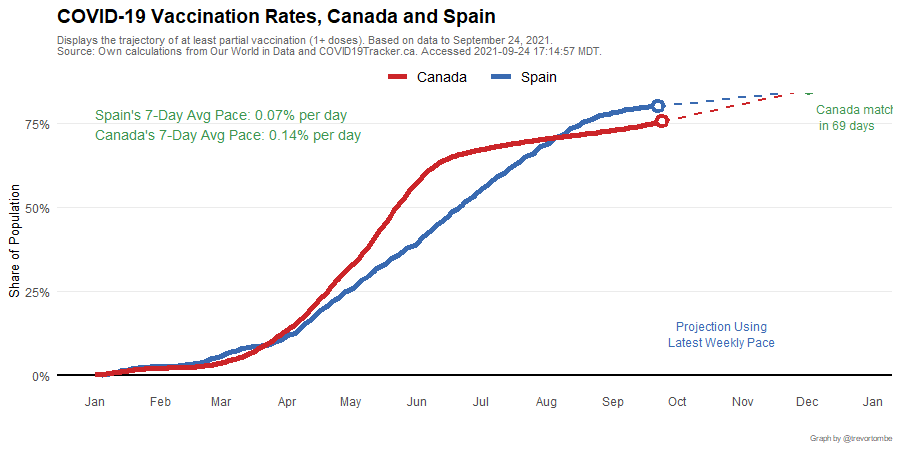 COVID-19 Vaccination Rates, Canada and Spain
Displays the trajectory of at least partial vaccination (1+ doses). Based on data to September 24, 2021.
Source: Own calculations from Our World in Data and COVID19Tracker.ca. Accessed 2021-09-24 17:14:57 MDT.
Canada Spain
Spain's 7-Day Avg Pace: 0.07% per day
Canada's 7-Day Avg Pace: 0.14% per day
Canada match
in 69 days
75%
50%
25%
0%
Share of Population
Projection Using
Latest Weekly Pace
Jan Feb Mar Apr May Jun Jul Aug Sep Oct Nov Dec Jan
Graph by @trevortombe